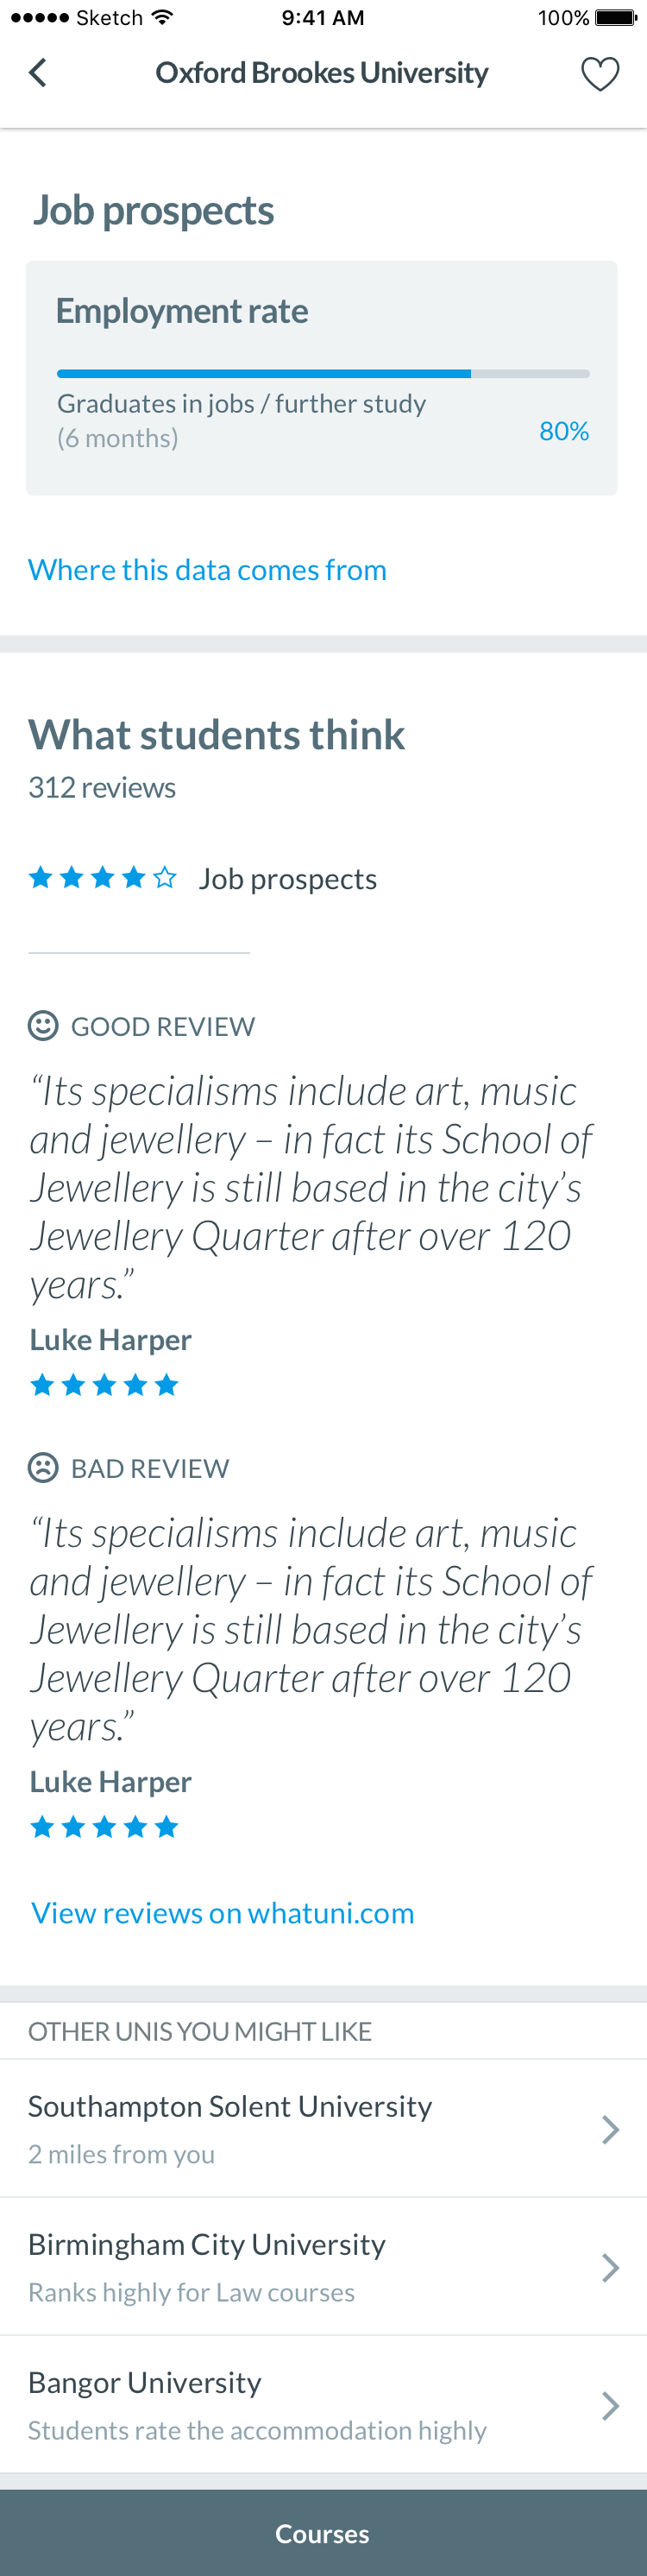 Sketch 9:41 AM 100%
Oxford Brookes University
Job prospects
Employment rate
Graduates in jobs / further study
(6 months)
80%
Where this data comes from
What students think
312 reviews
Job prospects
GOOD REVIEW
“Its specialisms include art, music
and jewellery – in fact its School of
Jewellery is still based in the city’s
Jewellery Quarter after over 120
years.”
Luke Harper
BAD REVIEW
“Its specialisms include art, music
and jewellery – in fact its School of
Jewellery is still based in the city’s
Jewellery Quarter after over 120
years.”
Luke Harper
View reviews on whatuni.com
OTHER UNIS YOU MIGHT LIKE
Southampton Solent University
2 miles from you
Birmingham City University
Ranks highly for Law courses
Bangor University
Students rate the accommodation highly
Courses